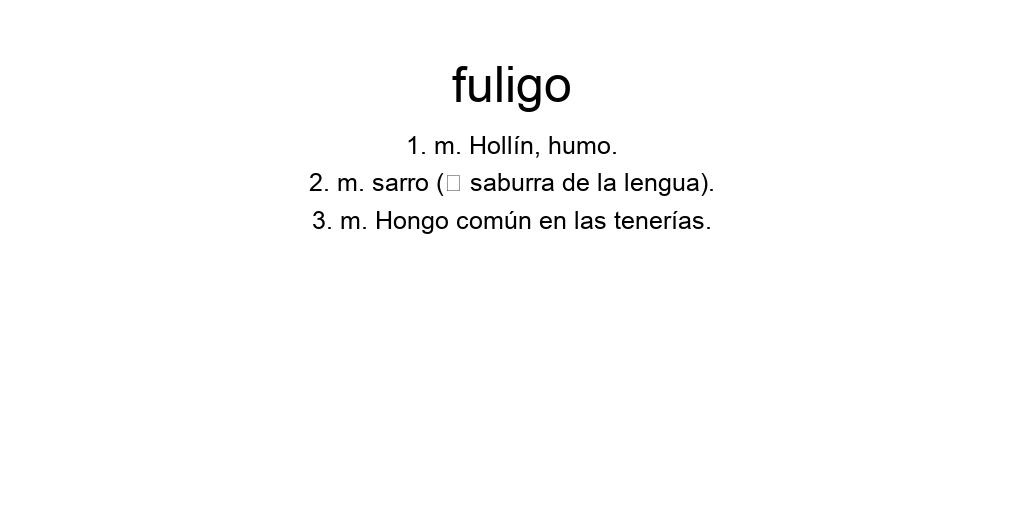 fuligo
1. m. Hollín, humo.
2. m. sarro (□ saburra de la lengua).
3. m. Hongo común en las tenerías.